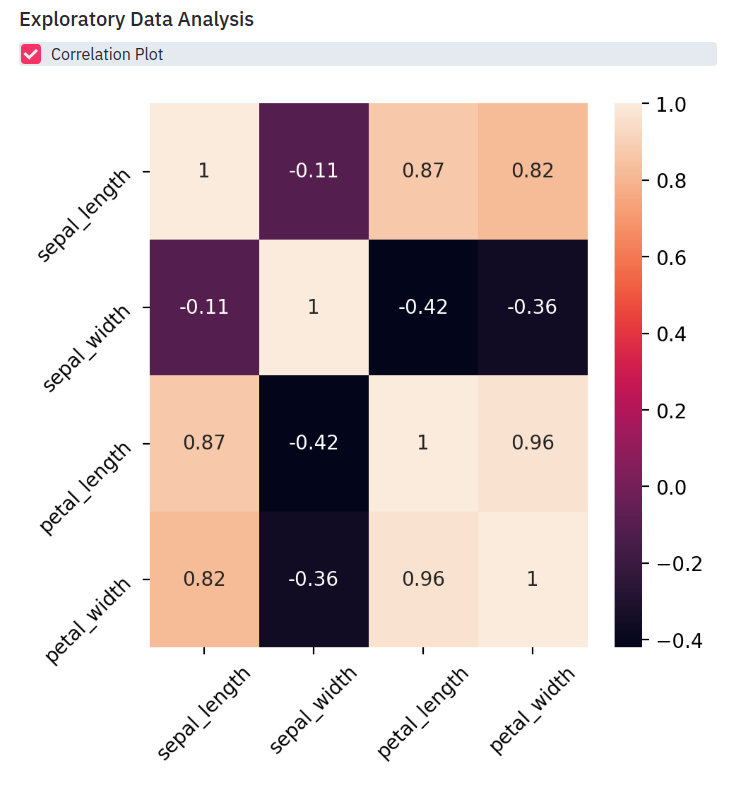 Exploratory Data Analysis
Correlation Plot
sepal_length
1
-0.11
0.87
0.82
sepal_width
-0.11
1
-0.42
-0.36
petal_length
0.87
-0.42
1
0.96
petal_width
0.82
-0.36
0.96
1
sepal_length
sepal_width
petal_length
petal_width
1.0
0.8
0.6
0.4
0.2
0.0
−0.2
−0.4